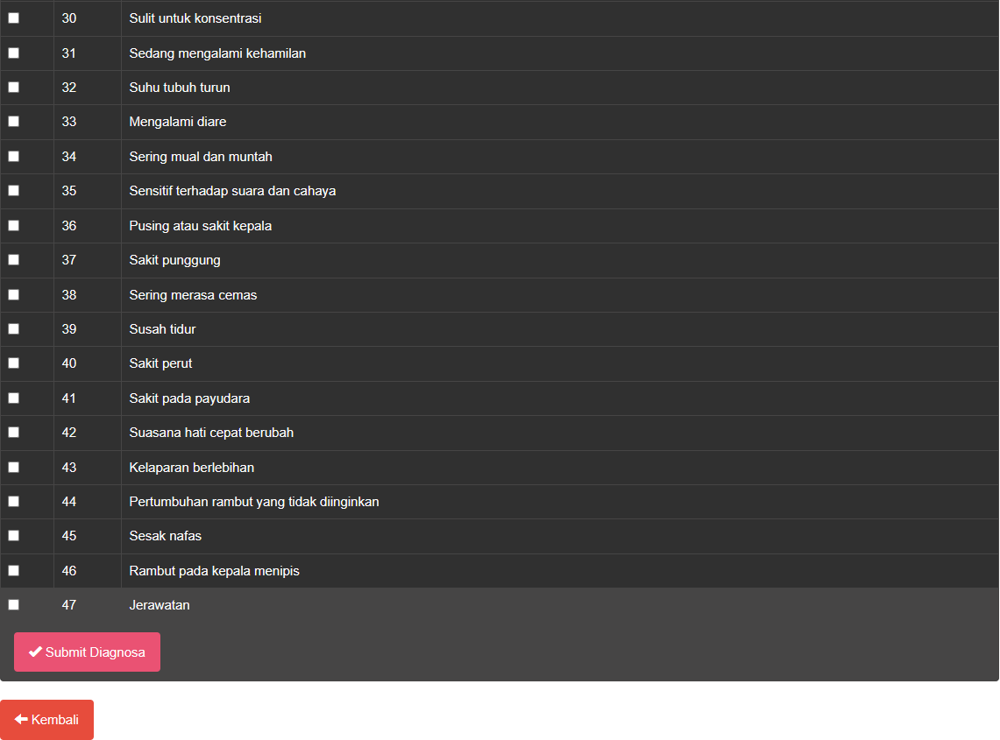 30 Sulit untuk konsentrasi
31 Sedang mengalami kehamilan
32 Suhu tubuh turun
33 Mengalami diare
34 Sering mual dan muntah
35 Sensitif terhadap suara dan cahaya
36 Pusing atau sakit kepala
37 Sakit punggung
38 Sering merasa cemas
39 Susah tidur
40 Sakit perut
41 Sakit pada payudara
42 Suasana hati cepat berubah
43 Kelaparan berlebihan
44 Pertumbuhan rambut yang tidak diinginkan
45 Sesak nafas
46 Rambut pada kepala menipis
47 Jerawatan
Submit Diagnosa
Kembali